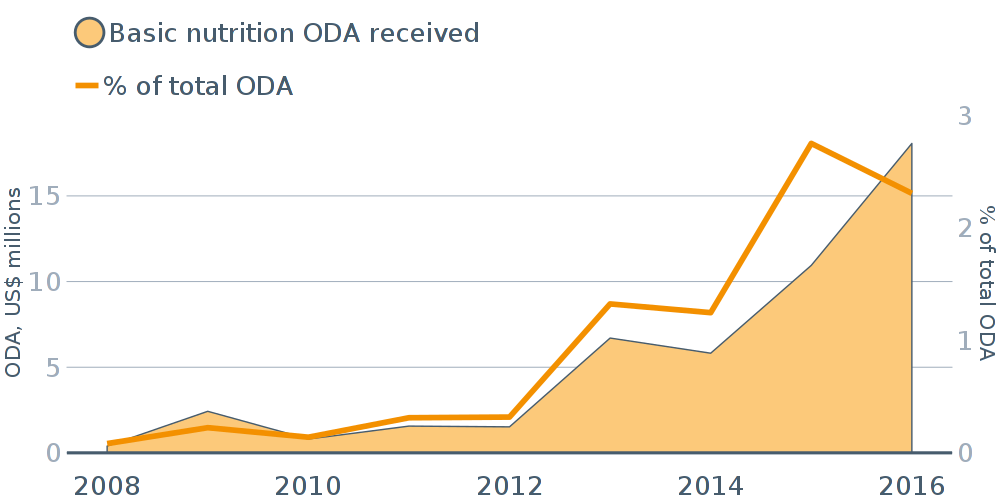 Basic nutrition ODA received
% of total ODA
ODA, US$ millions
15
10
5
0
3
2
1
0
% of total ODA
2008 2010 2012 2014 2016